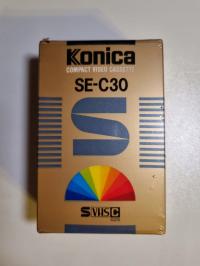 Konica
COMPACT VIDEO CASSETTE
SE-C30
S
S VHS C